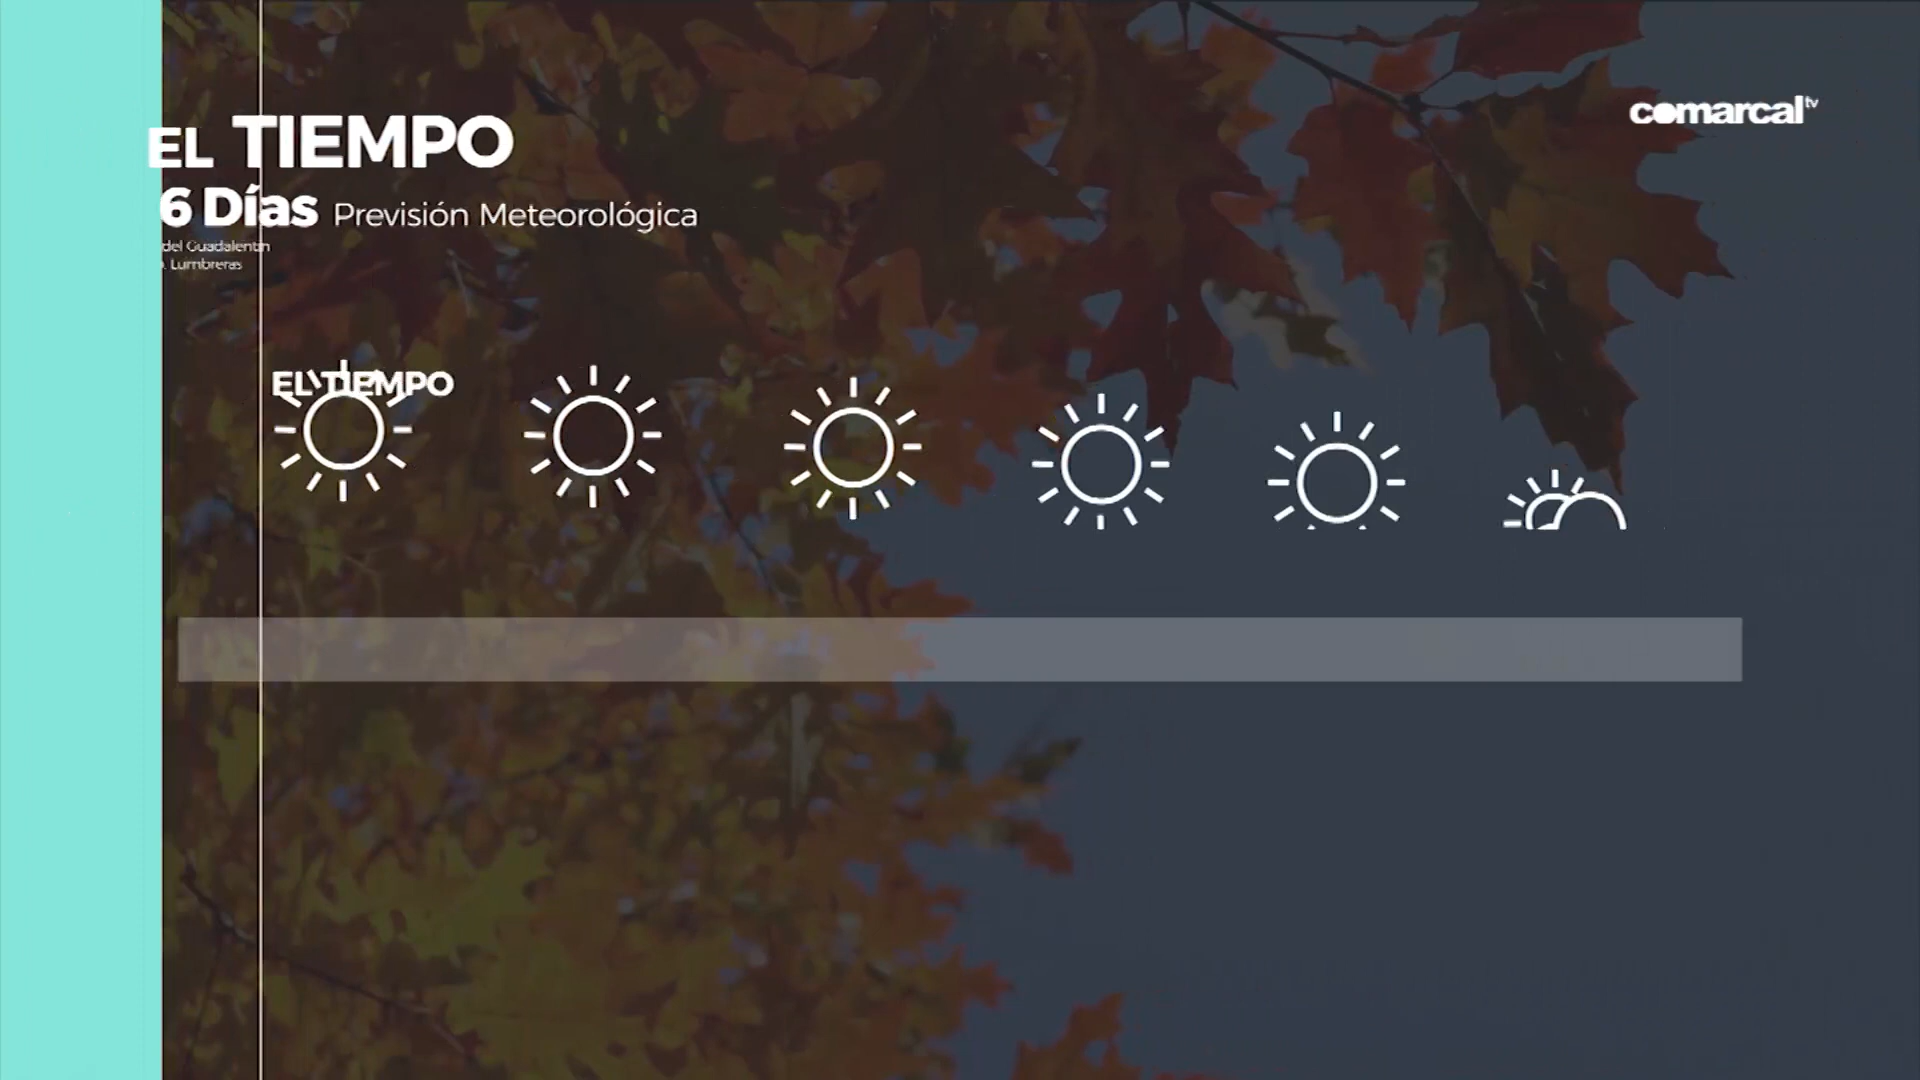 EL TIEMPO
comarcal tv
6 Días Previsión Meteorológica
del Guadalentín
Lumbreras
EL TIEMPO